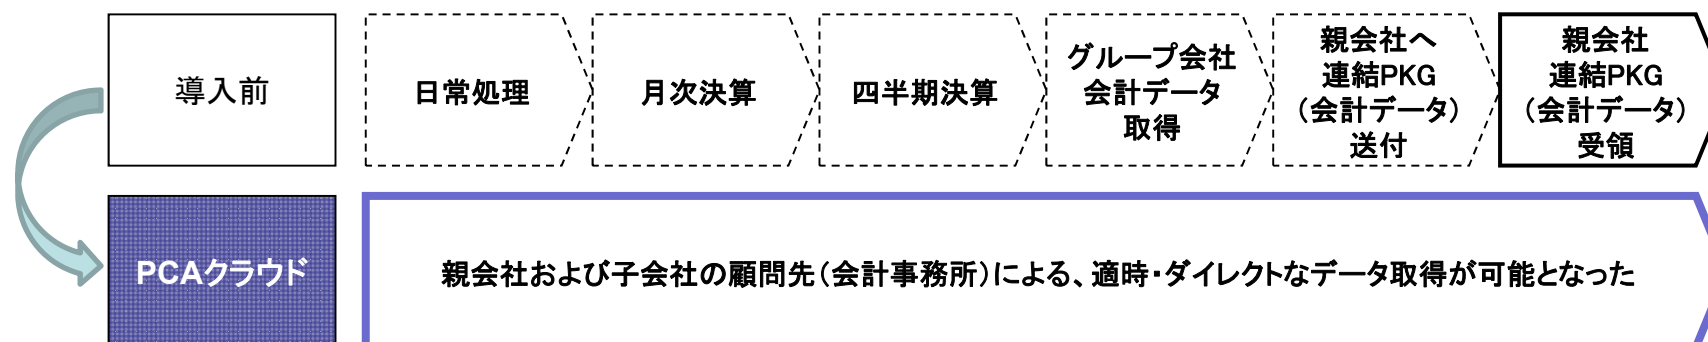 導入前
日常処理
月次決算
四半期決算
グループ会社
会計データ
取得
親会社へ
連結PKG
（会計データ）
送付
親会社
連結PKG
（会計データ）
受領
PCAクラウド
親会社および子会社の顧問先（会計事務所）による、適時・ダイレクトなデータ取得が可能となった